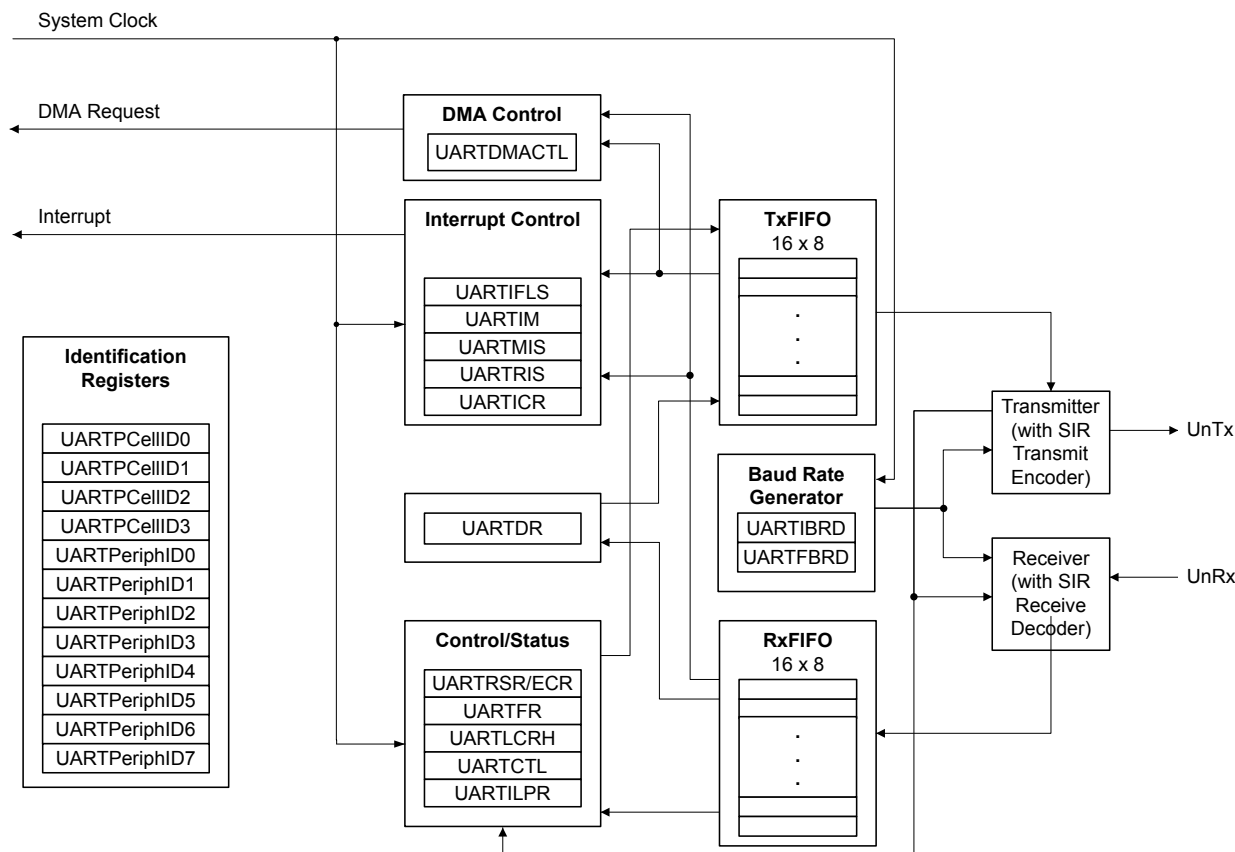 System Clock
DMA Request
DMA Control
UARTDMACTL
Interrupt
Interrupt Control
UARTIFLS
UARTIM
UARTMIS
UARTRIS
UARTICR
TxFIFO
16 x 8
.
.
.
Identification
Registers
UARTPCellID0
UARTPCellID1
UARTPCellID2
UARTPCellID3
UARTPeriphID0
UARTPeriphID1
UARTPeriphID2
UARTPeriphID3
UARTPeriphID4
UARTPeriphID5
UARTPeriphID6
UARTPeriphID7
UARTDR
Baud Rate
Generator
UARTIBRD
UARTFBRD
Transmitter
(with SIR
Transmit
Encoder)
UnTx
Receiver
(with SIR
Receive
Decoder)
UnRx
Control/Status
UARTRSR/ECR
UARTFR
UARTLCRH
UARTCTL
UARTILPR
RxFIFO
16 x 8
.
.
.